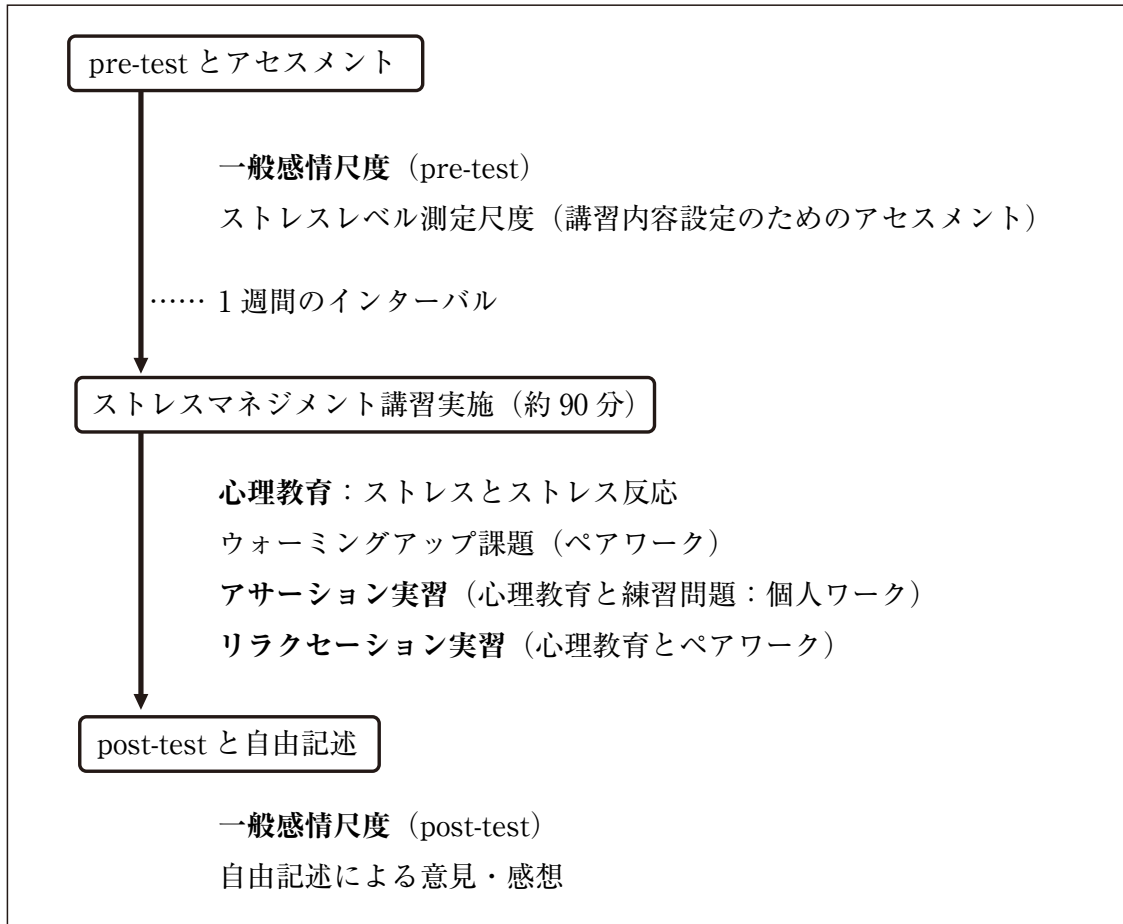 pre-test とアセスメント
一般感情尺度（pre-test）
ストレスレベル測定尺度（講習内容設定のためのアセスメント）
…… 1 週間のインターバル
ストレスマネジメント講習実施（約 90 分）
心理教育：ストレスとストレス反応
ウォーミングアップ課題（ペアワーク）
アサーション実習（心理教育と練習問題：個人ワーク）
リラクセーション実習（心理教育とペアワーク）
post-test と自由記述
一般感情尺度（post-test）
自由記述による意見・感想